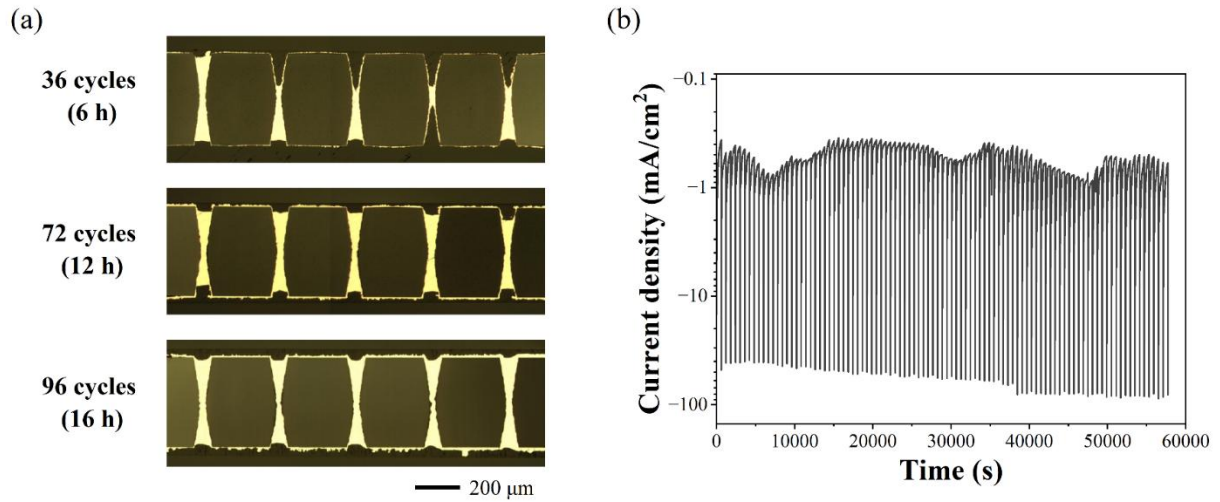 (a)
36 cycles
(6 h)
72 cycles
(12 h)
96 cycles
(16 h)
200 μm
(b)
Current density (mA/cm²)
−0.1
−1
−10
−100
0 10000 20000 30000 40000 50000 60000
Time (s)